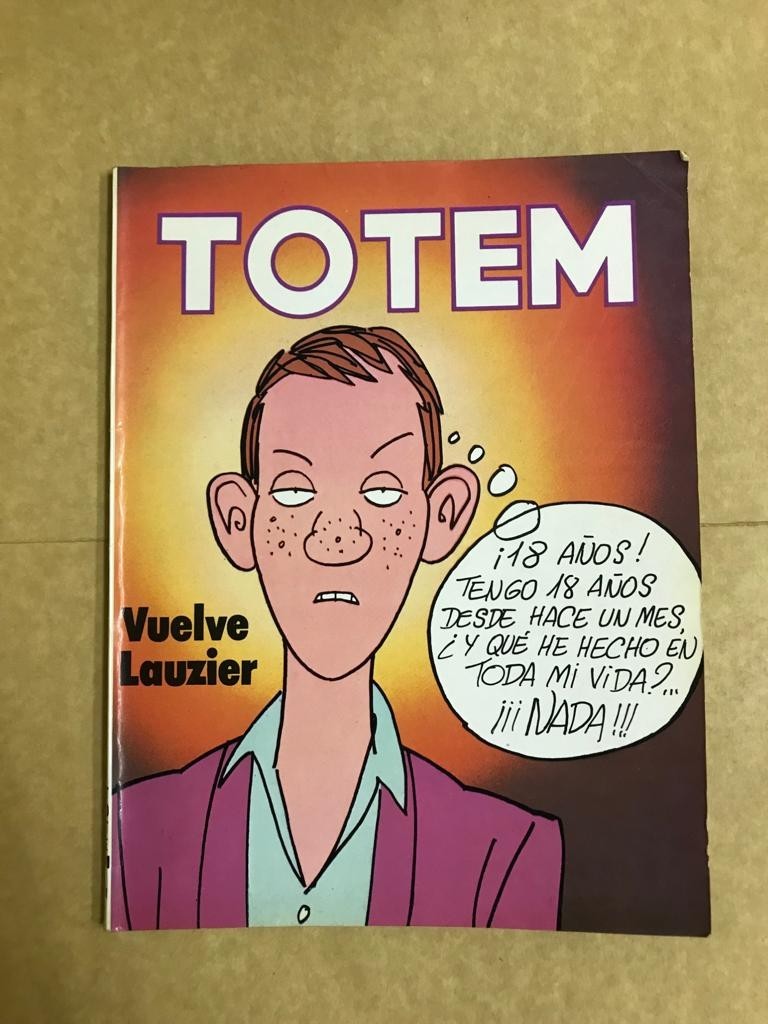 TOTEM
¡18 AÑOS!
TENGO 18 AÑOS
DESDE HACE UN MES,
¿Y QUÉ HE HECHO EN
TODA MI VIDA?...
¡¡¡NADA!!!
Vuelve
Lauzier